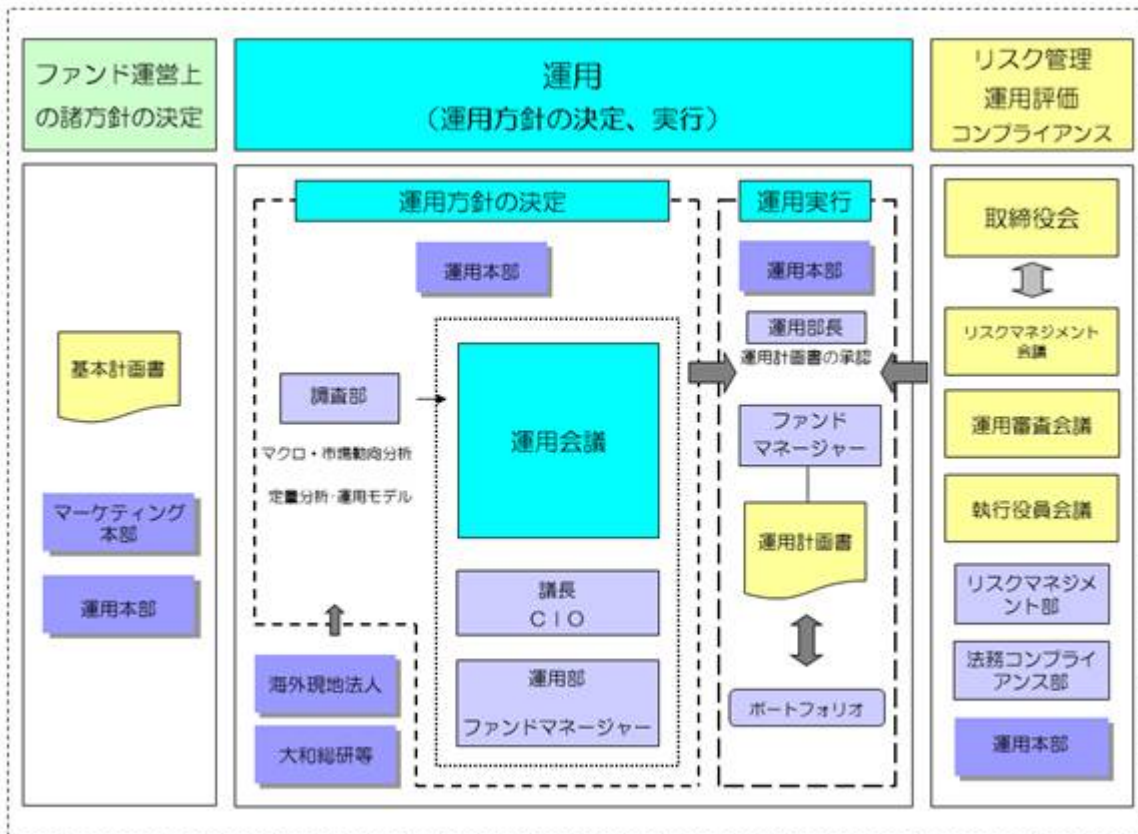 ファンド運営上
の諸方針の決定
運用
(運用方針の決定、実行)
リスク管理
運用評価
コンプライアンス
基本計画書
マーケティング
本部
運用本部
運用方針の決定
運用本部
調査部
マクロ・市場動向分析
定量分析・運用モデル
運用会議
議長
CIO
運用部
ファンドマネージャー
海外現地法人
大和総研等
運用実行
運用本部
運用部長
運用計画書の承認
ファンド
マネージャー
運用計画書
ポートフォリオ
取締役会
リスクマネジメント
会議
運用審査会議
執行役員会議
リスクマネジメ
ント部
法務コンプライ
アンス部
運用本部